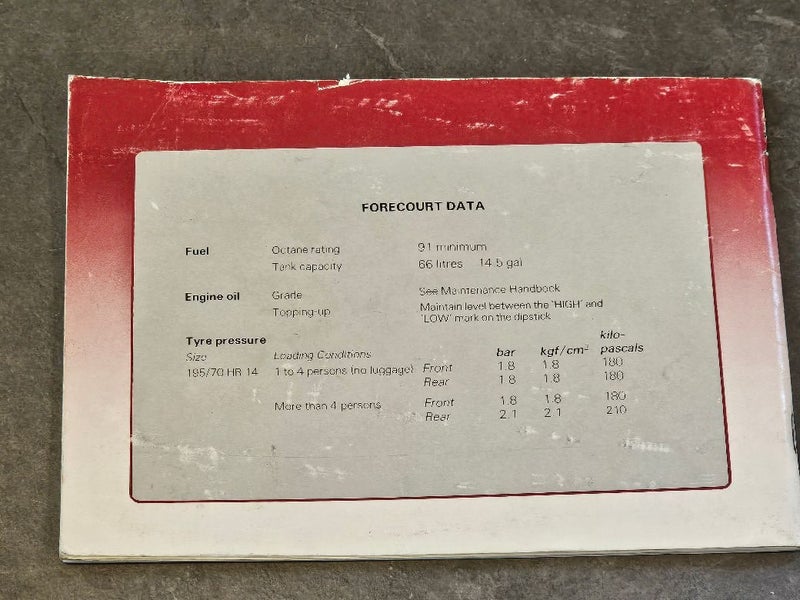 FORECOURT DATA
Fuel Octane rating 91 minimum
Tank capacity 66 litres 14.5 gal
Engine oil Grade See Maintenance Handbook
Topping-up Maintain level between the 'HIGH' and
'LOW' mark on the dipstick
Tyre pressure
Size Loading Conditions bar kgf/cm² kilo-
pascals
195/70 HR 14 1 to 4 persons (no luggage) Front 1.8 1.8 180
Rear 1.8 1.8 180
More than 4 persons Front 1.8 1.8 180
Rear 2.1 2.1 210